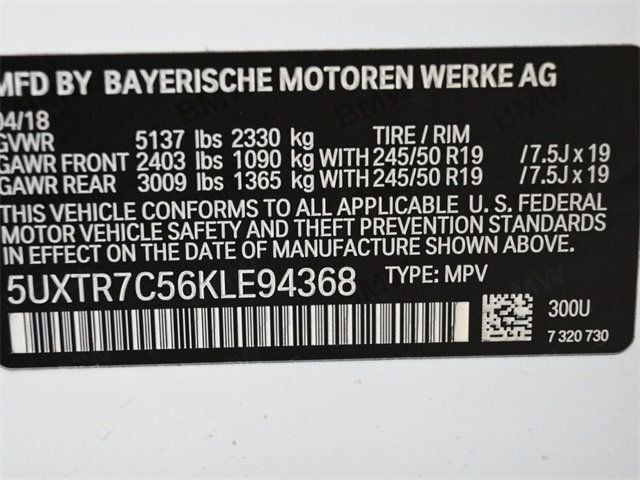 MFD BY BAYERISCHE MOTOREN WERKE AG
04/18
GVWR 5137 lbs 2330 kg TIRE / RIM
GAWR FRONT 2403 lbs 1090 kg WITH 245/50 R19 /7.5J x 19
GAWR REAR 3009 lbs 1365 kg WITH 245/50 R19 /7.5J x 19
THIS VEHICLE CONFORMS TO ALL APPLICABLE U. S. FEDERAL
MOTOR VEHICLE SAFETY AND THEFT PREVENTION STANDARDS
IN EFFECT ON THE DATE OF MANUFACTURE SHOWN ABOVE.
5UXTR7C56KLE94368 TYPE: MPV
300U
7 320 730